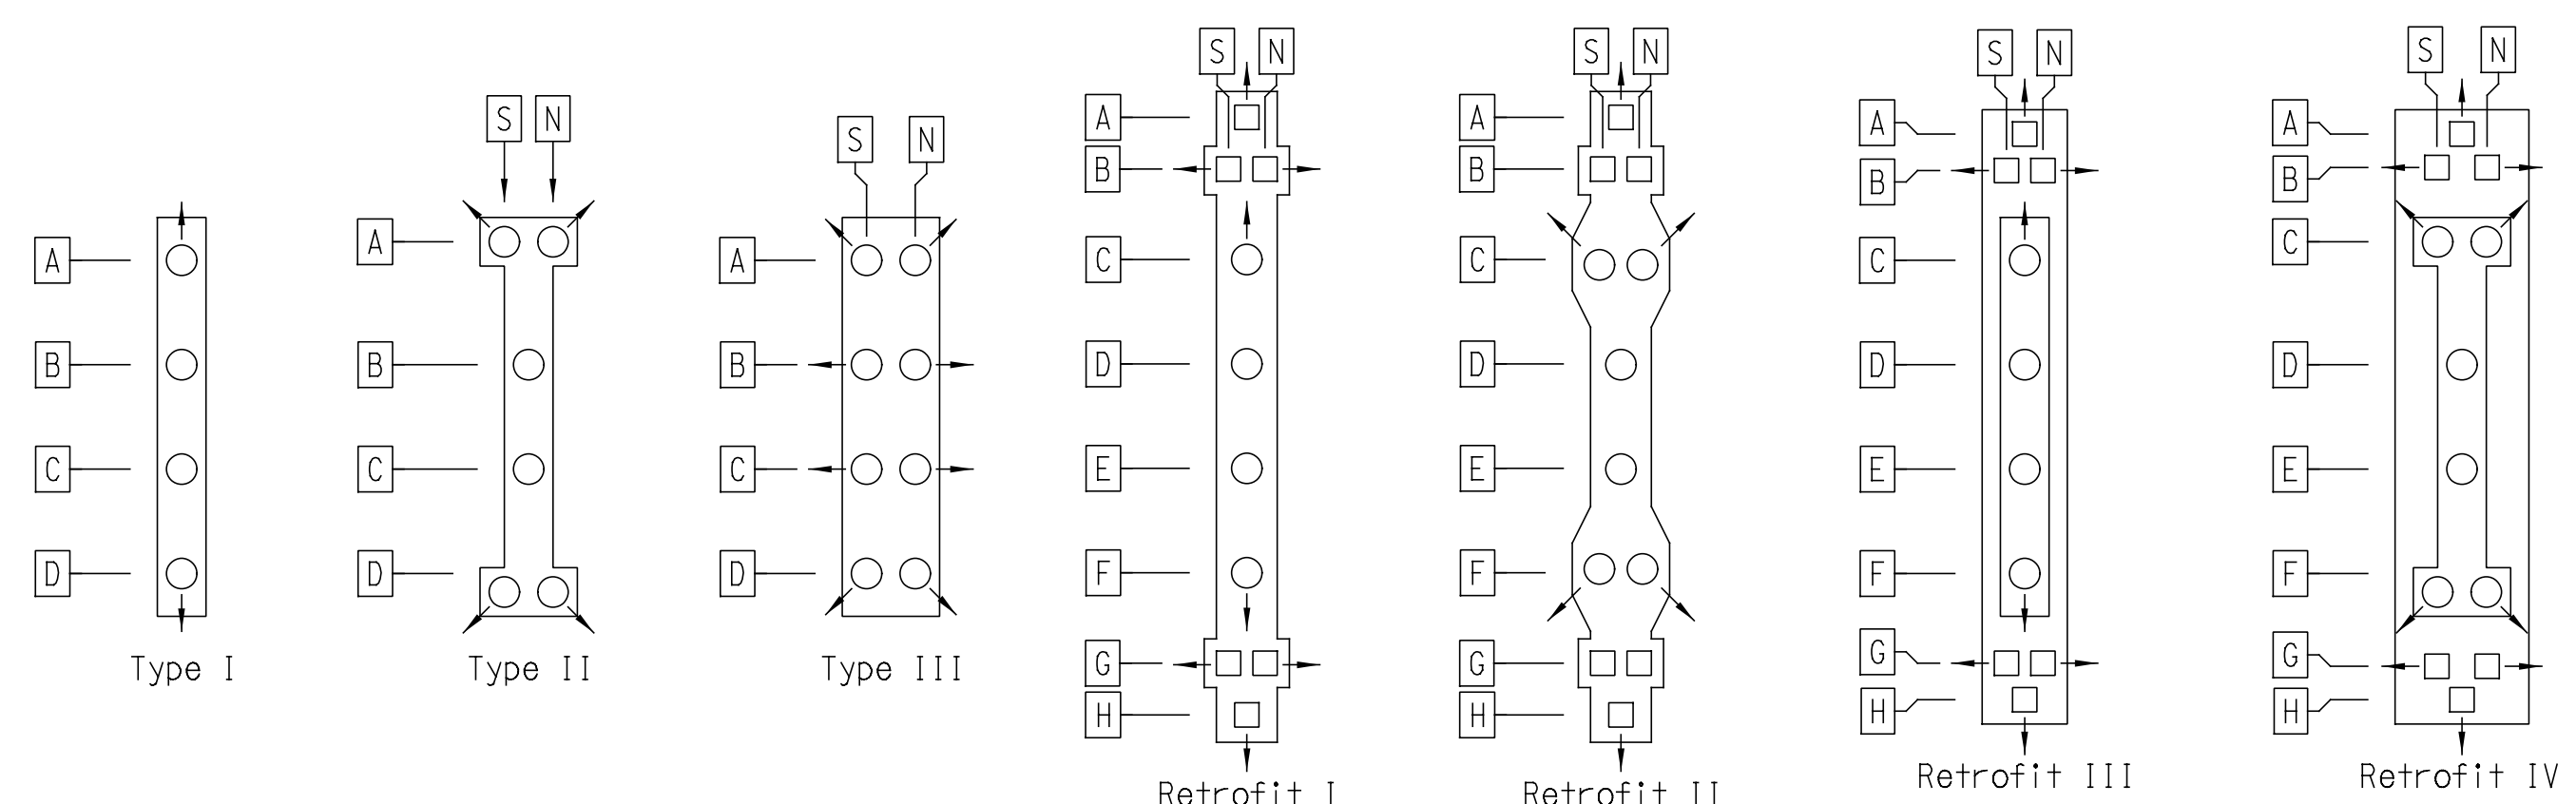 A
B
C
D
Type I
S N
A
B
C
D
Type II
S N
A
B
C
D
Type III
S N
A
B
C
D
E
F
G
H
Retrofit I
S N
A
B
C
D
E
F
G
H
Retrofit II
S N
A
B
C
D
E
F
G
H
Retrofit III
S N
A
B
C
D
E
F
G
H
Retrofit IV